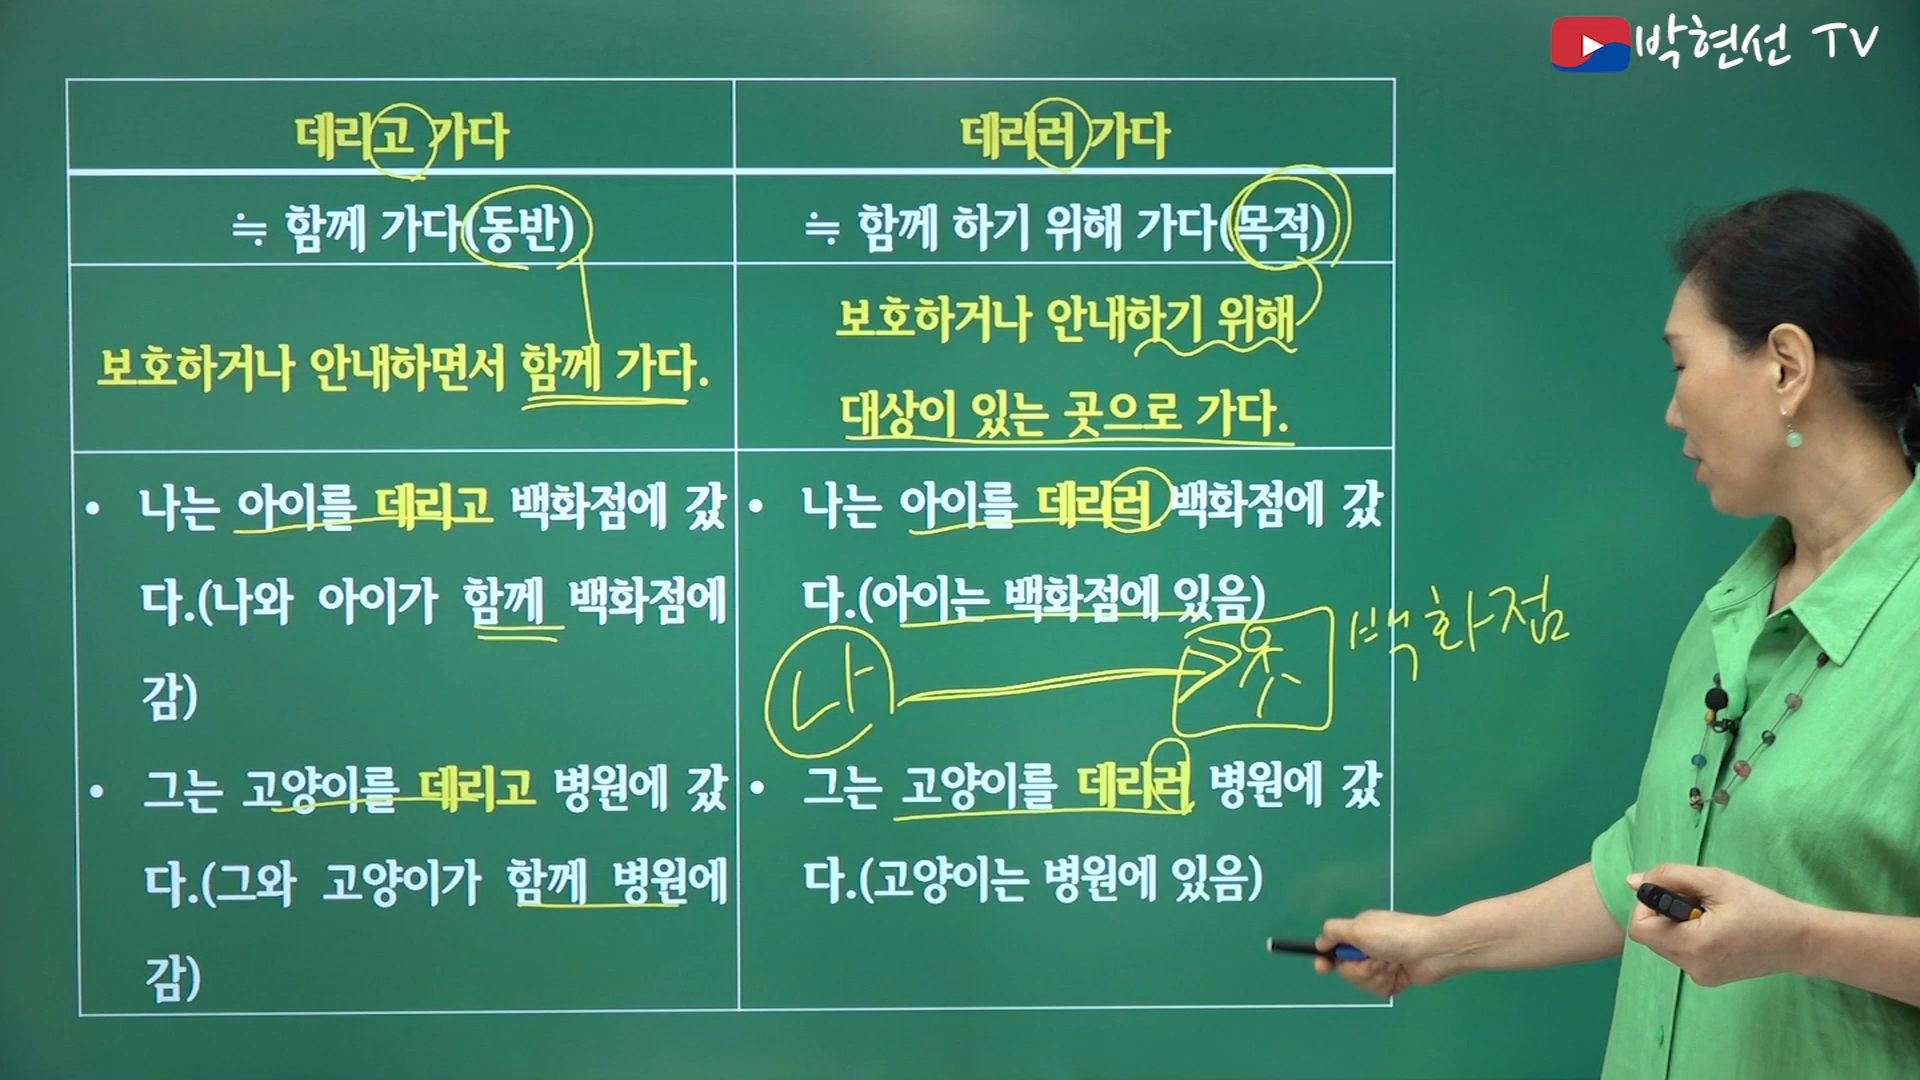 박현선 TV
데리고 가다
데리러 가다
≒ 함께 가다(동반)
≒ 함께 하기 위해 가다(목적)
보호하거나 안내하면서 함께 가다.
보호하거나 안내하기 위해
대상이 있는 곳으로 가다.
• 나는 아이를 데리고 백화점에 갔
다.(나와 아이가 함께 백화점에
감)
• 그는 고양이를 데리고 병원에 갔
다.(그와 고양이가 함께 병원에
감)
• 나는 아이를 데리러 백화점에 갔
다.(아이는 백화점에 있음)
나
백화점
• 그는 고양이를 데리러 병원에 갔
다.(고양이는 병원에 있음)